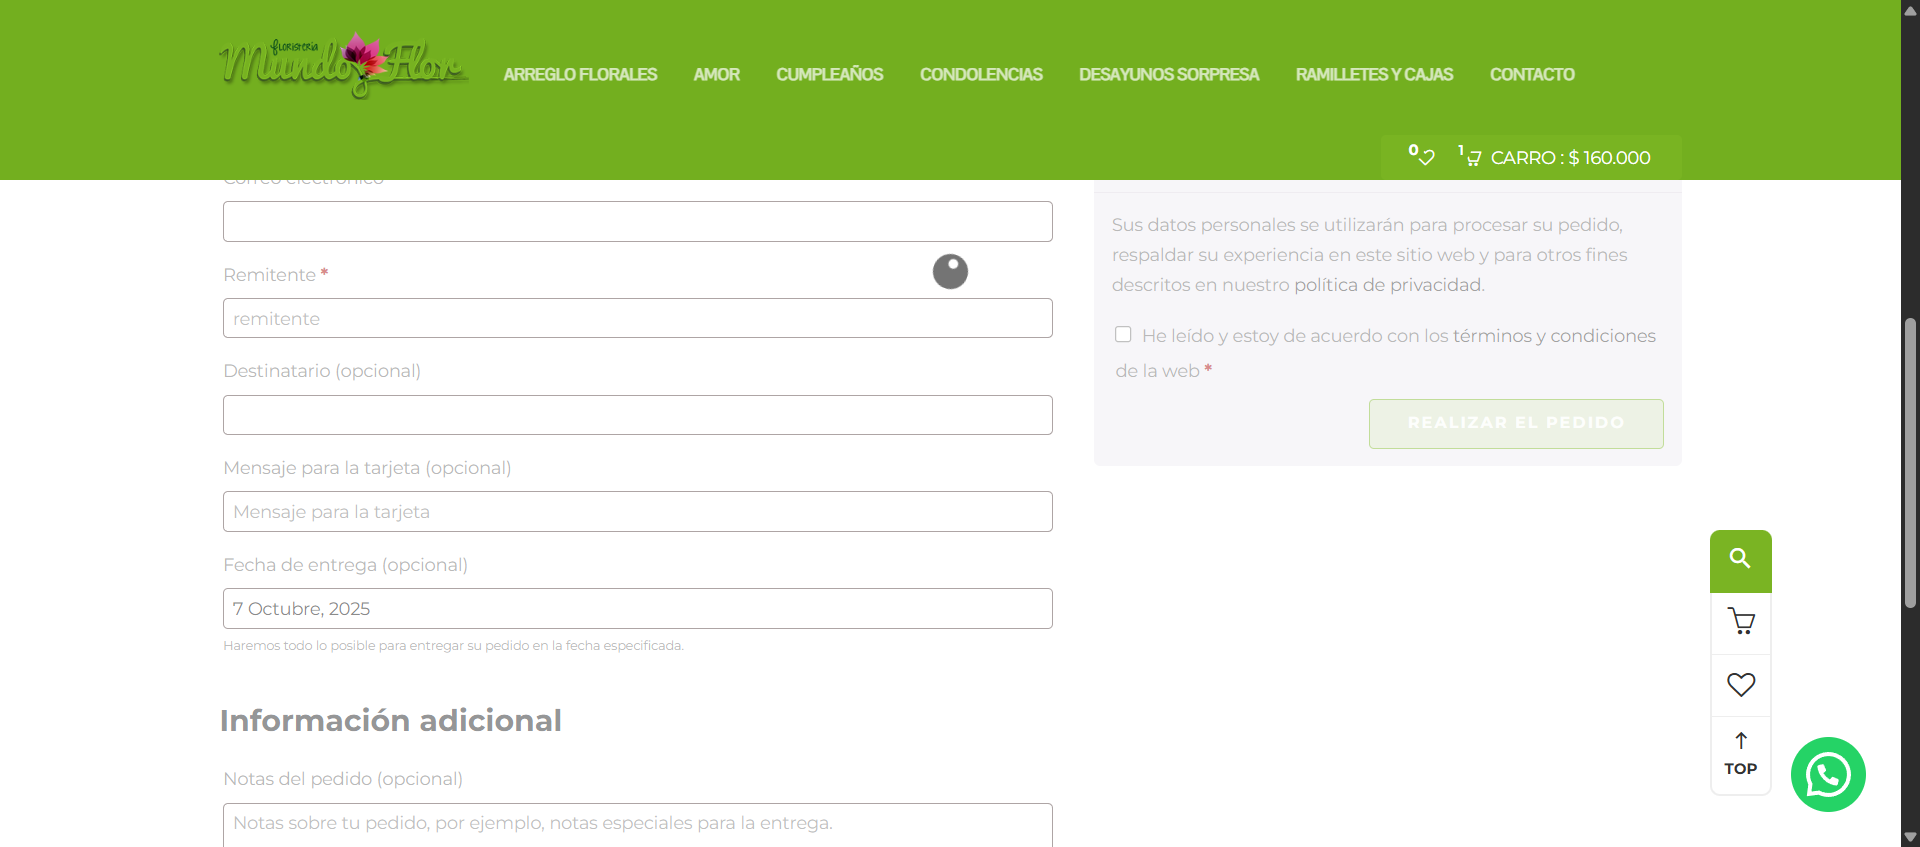 floristeria
Mundo Flor
ARREGLO FLORALES
AMOR
CUMPLEAÑOS
CONDOLENCIAS
DESAYUNOS SORPRESA
RAMILLETES Y CAJAS
CONTACTO
0
1
CARRO : $ 160.000
Correo electrónico
Remitente *
remitente
Destinatario (opcional)
Mensaje para la tarjeta (opcional)
Mensaje para la tarjeta
Fecha de entrega (opcional)
7 Octubre, 2025
Haremos todo lo posible para entregar su pedido en la fecha especificada.
Información adicional
Notas del pedido (opcional)
Notas sobre tu pedido, por ejemplo, notas especiales para la entrega.
Sus datos personales se utilizarán para procesar su pedido,
respaldar su experiencia en este sitio web y para otros fines
descritos en nuestro política de privacidad.
He leído y estoy de acuerdo con los términos y condiciones
de la web *
REALIZAR EL PEDIDO
TOP